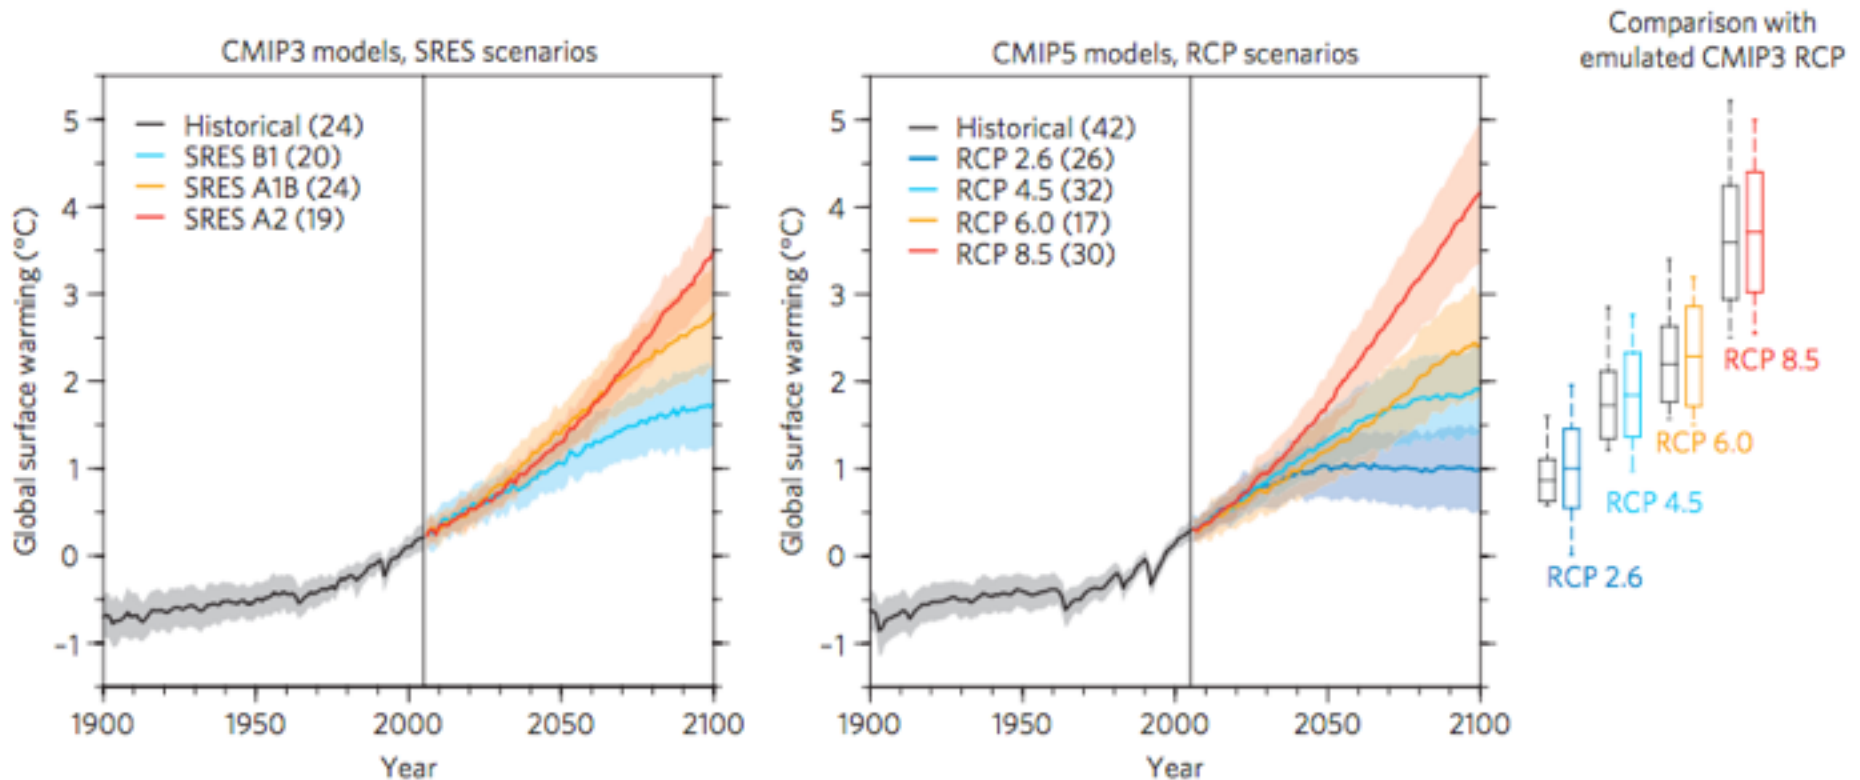 CMIP3 models, SRES scenarios
Global surface warming (°C)
5
4
3
2
1
0
−1
Historical (24)
SRES B1 (20)
SRES A1B (24)
SRES A2 (19)
1900
1950
2000
2050
2100
Year
CMIP5 models, RCP scenarios
Global surface warming (°C)
5
4
3
2
1
0
−1
Historical (42)
RCP 2.6 (26)
RCP 4.5 (32)
RCP 6.0 (17)
RCP 8.5 (30)
1900
1950
2000
2050
2100
Year
Comparison with
emulated CMIP3 RCP
RCP 8.5
RCP 6.0
RCP 4.5
RCP 2.6